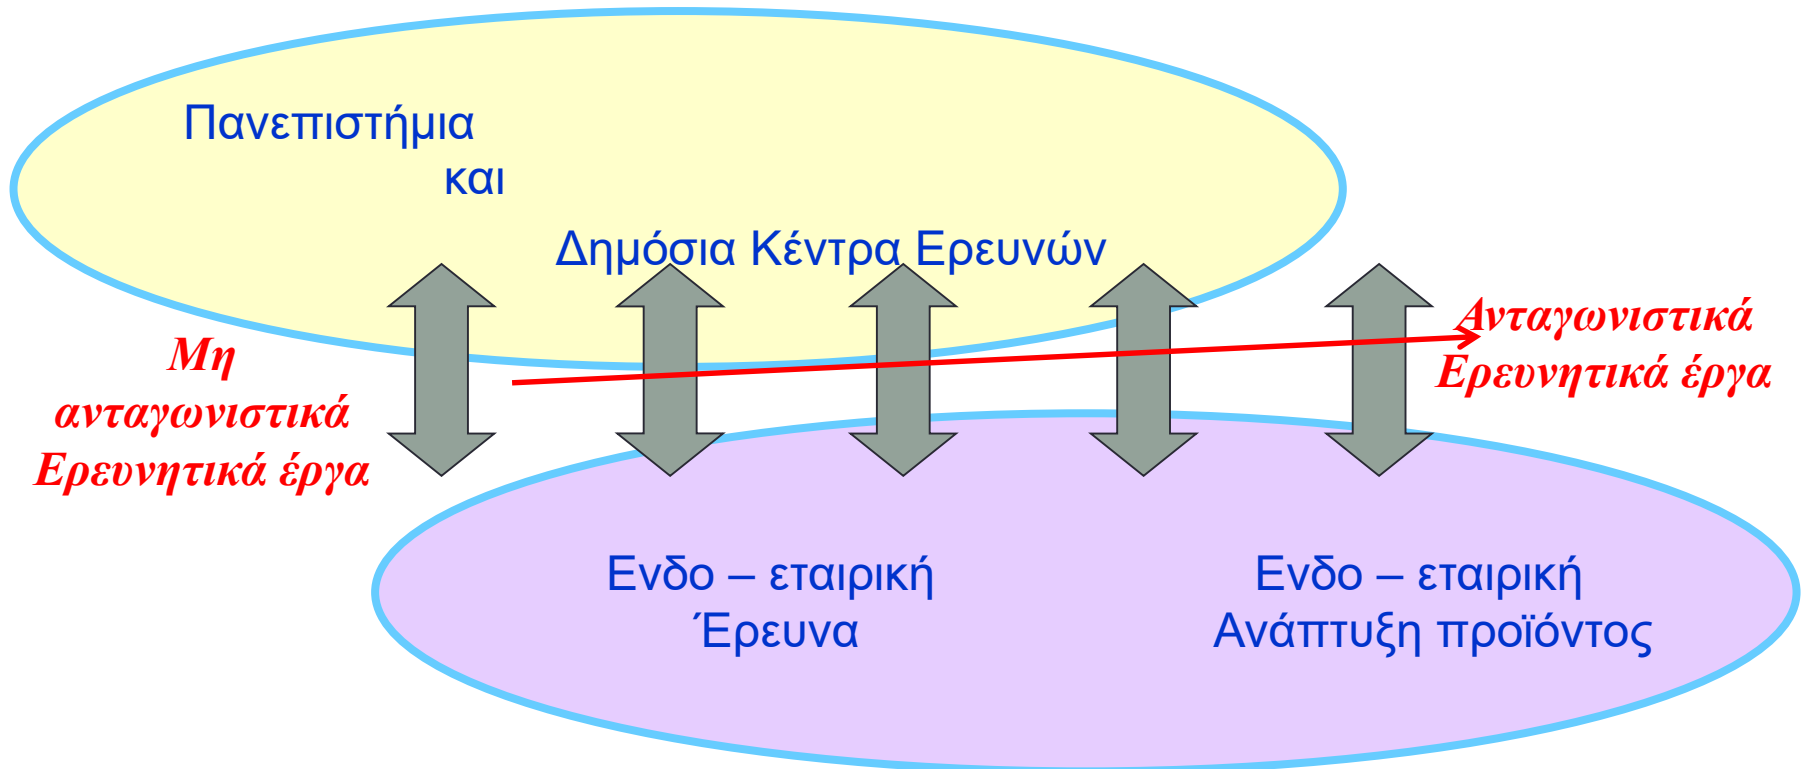 Πανεπιστήμια
και
Δημόσια Κέντρα Ερευνών
Μη
ανταγωνιστικά
Ερευνητικά έργα
Ανταγωνιστικά
Ερευνητικά έργα
Ενδο – εταιρική
Έρευνα
Ενδο – εταιρική
Ανάπτυξη προϊόντος